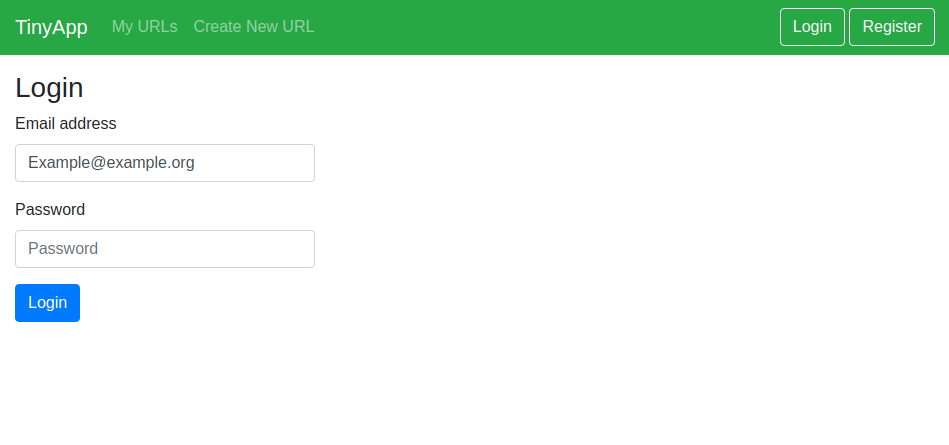 TinyApp My URLs Create New URL Login Register
Login
Email address
Example@example.org
Password
Password
Login